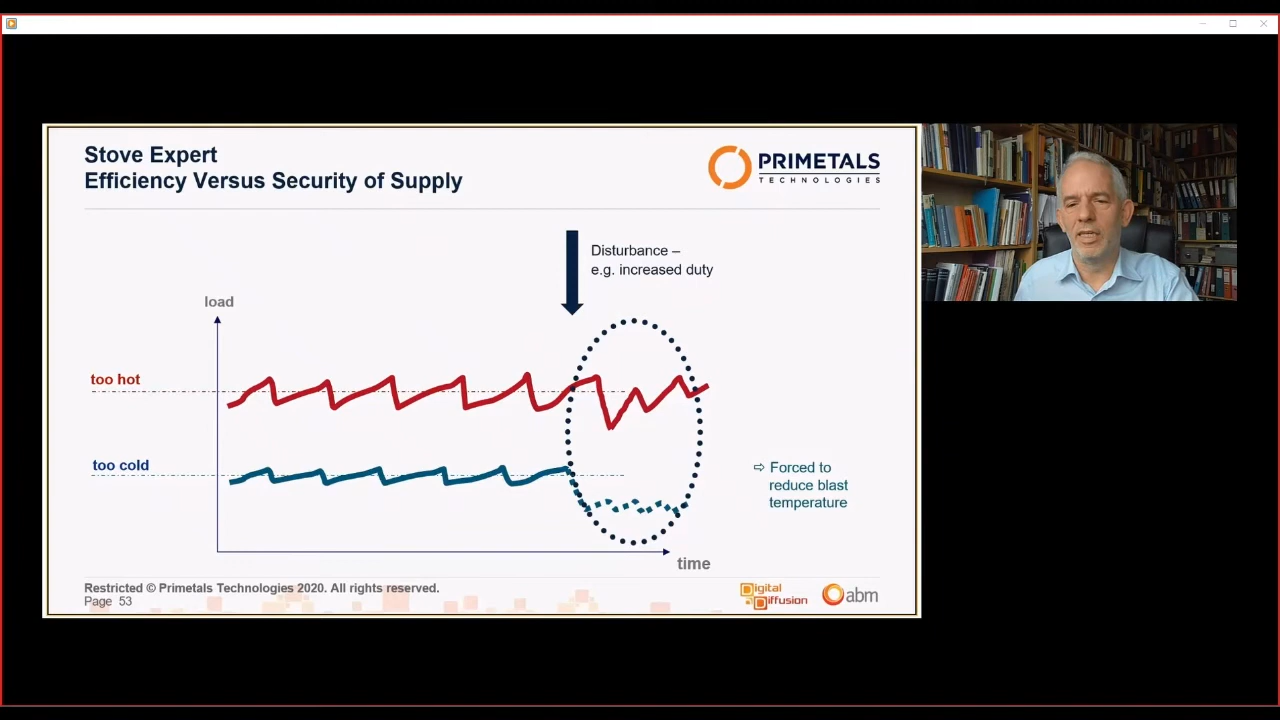 Stove Expert
Efficiency Versus Security of Supply
PRIMETALS
TECHNOLOGIES
Disturbance –
e.g. increased duty
load
too hot
too cold
⇨ Forced to
reduce blast
temperature
time
Restricted © Primetals Technologies 2020. All rights reserved.
Page 53
Digital
Diffusion
abm